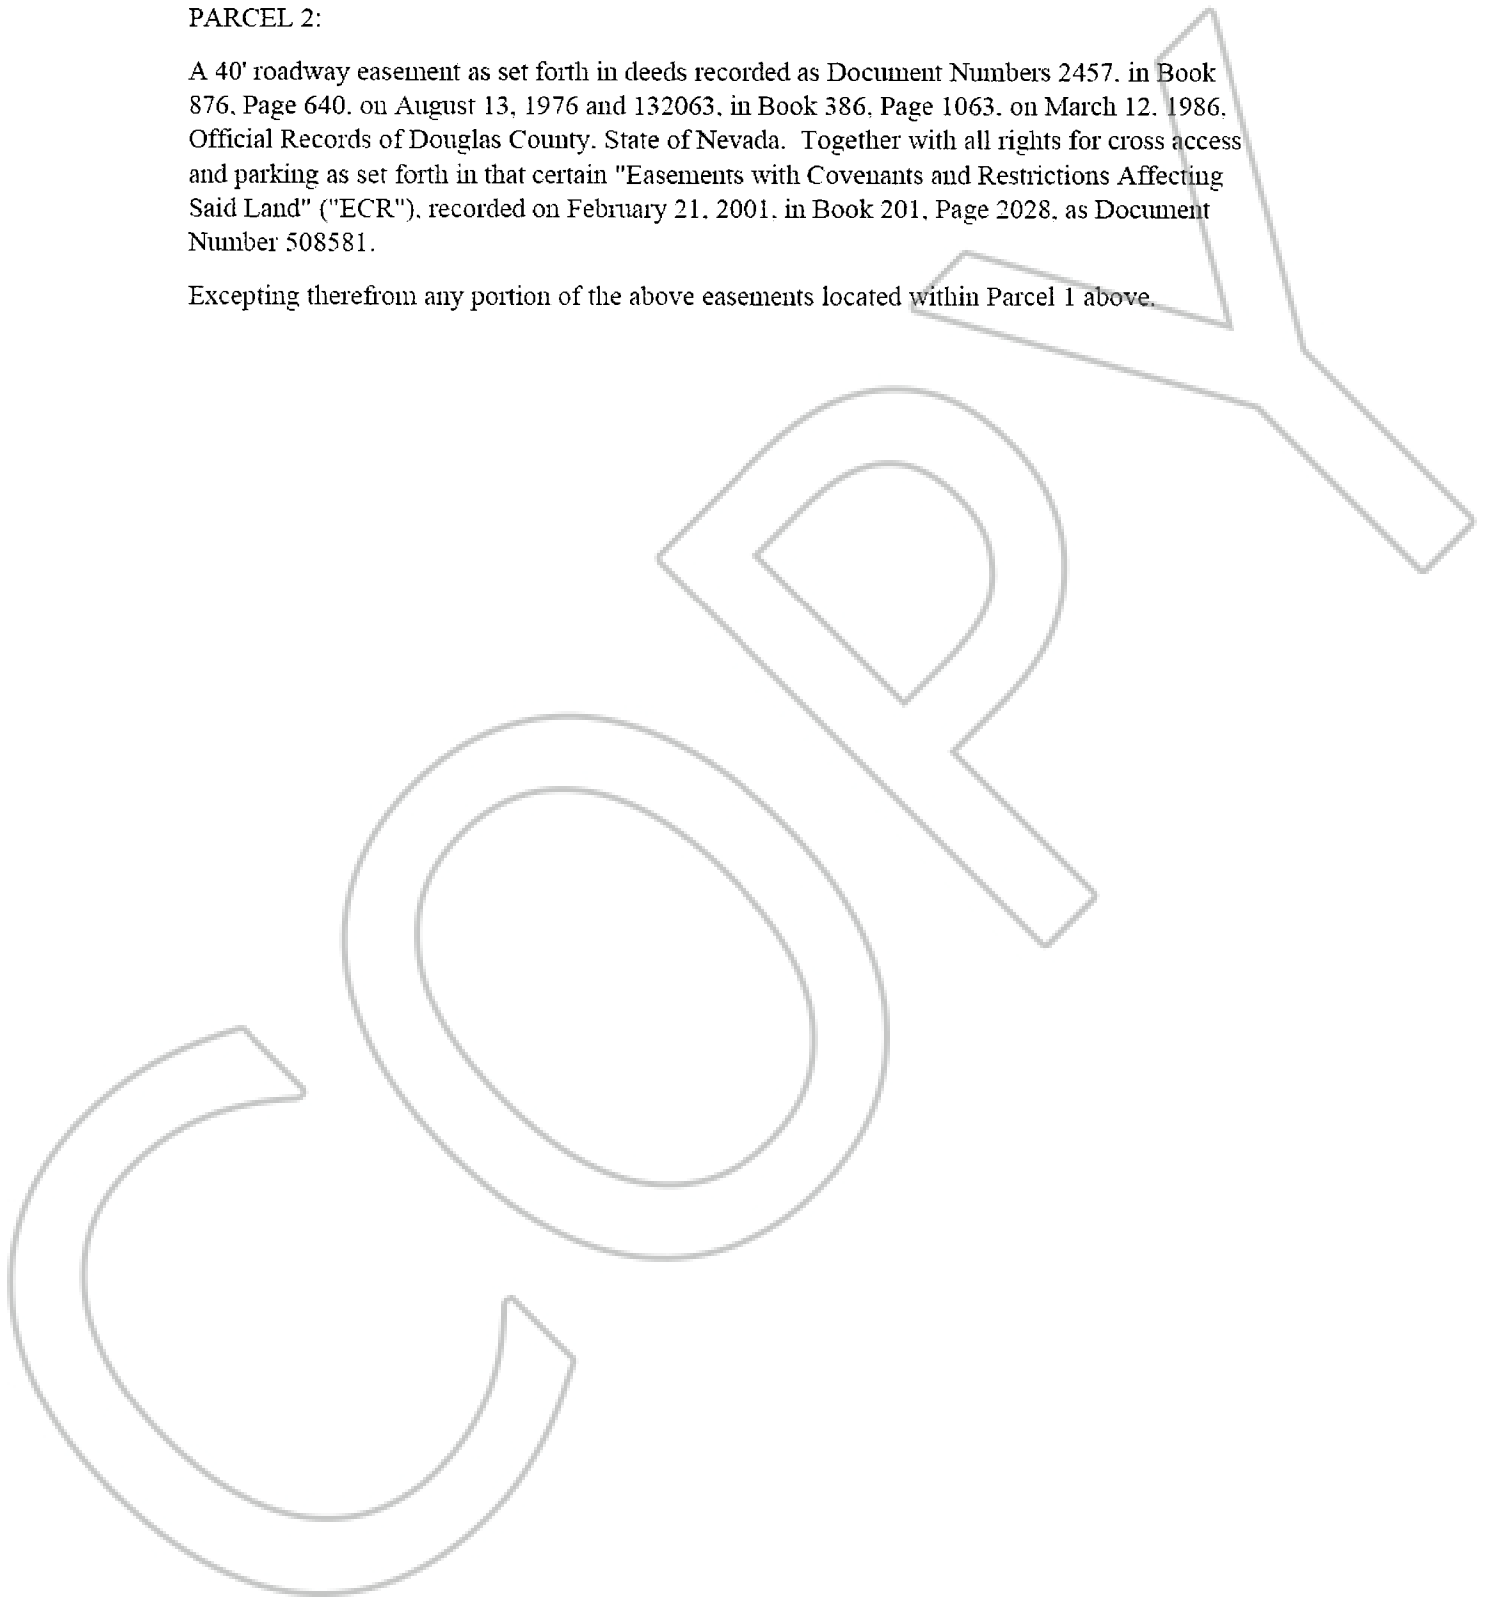 PARCEL 2:
A 40' roadway easement as set forth in deeds recorded as Document Numbers 2457, in Book
876, Page 640, on August 13, 1976 and 132063, in Book 386, Page 1063, on March 12, 1986,
Official Records of Douglas County, State of Nevada.  Together with all rights for cross access
and parking as set forth in that certain "Easements with Covenants and Restrictions Affecting
Said Land" ("ECR"), recorded on February 21, 2001, in Book 201, Page 2028, as Document
Number 508581.
Excepting therefrom any portion of the above easements located within Parcel 1 above.
COPY